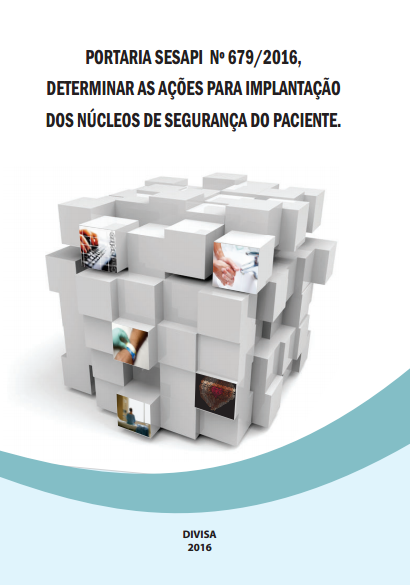 PORTARIA SESAPI Nº 679/2016,
DETERMINAR AS AÇÕES PARA IMPLANTAÇÃO
DOS NÚCLEOS DE SEGURANÇA DO PACIENTE.
DIVISA
2016